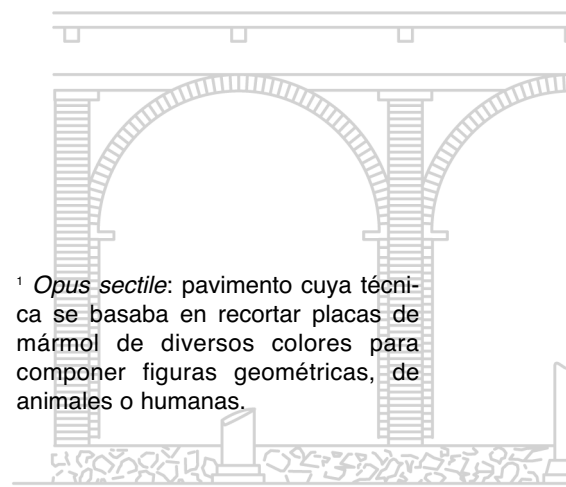 ¹ Opus sectile: pavimento cuya técni-
ca se basaba en recortar placas de
mármol de diversos colores para
componer figuras geométricas, de
animales o humanas.